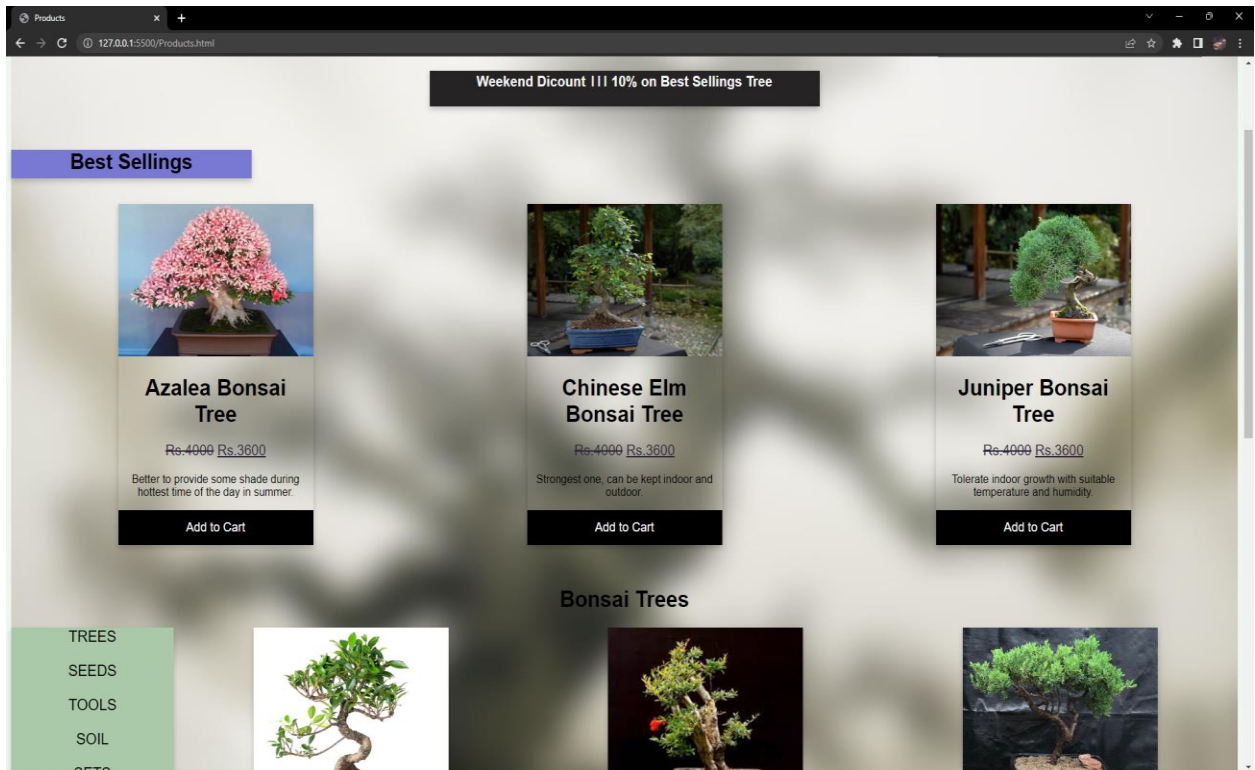 Products
127.0.0.1:5500/Products.html
Weekend Dicount ||| 10% on Best Sellings Tree
Best Sellings
Azalea Bonsai
Tree
Rs.4000 Rs.3600
Better to provide some shade during
hottest time of the day in summer.
Add to Cart
Chinese Elm
Bonsai Tree
Rs.4000 Rs.3600
Strongest one, can be kept indoor and
outdoor.
Add to Cart
Juniper Bonsai
Tree
Rs.4000 Rs.3600
Tolerate indoor growth with suitable
temperature and humidity.
Add to Cart
Bonsai Trees
TREES
SEEDS
TOOLS
SOIL